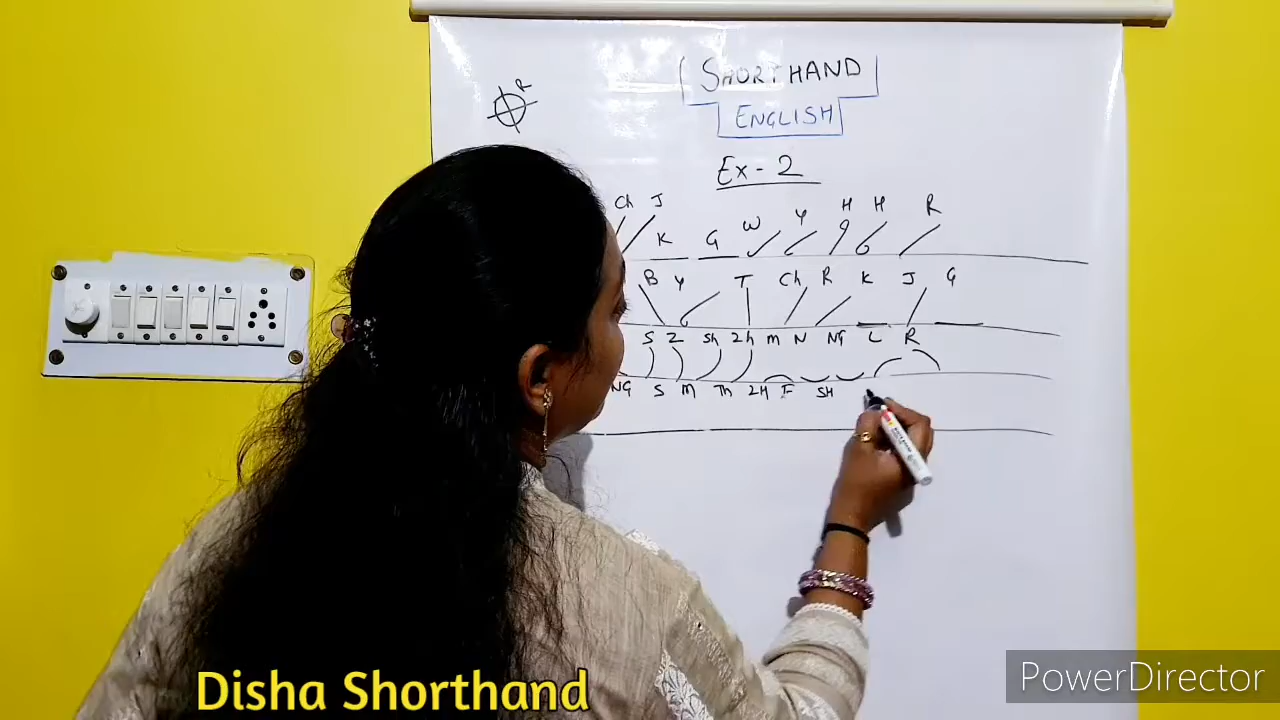 R
SHORTHAND
ENGLISH
Ex - 2
Ch J K G W Y H H R
B Y T Ch R K J G
S Z Sh ZH M N NG L R
NG S M Th ZH F SH
Disha Shorthand
PowerDirector